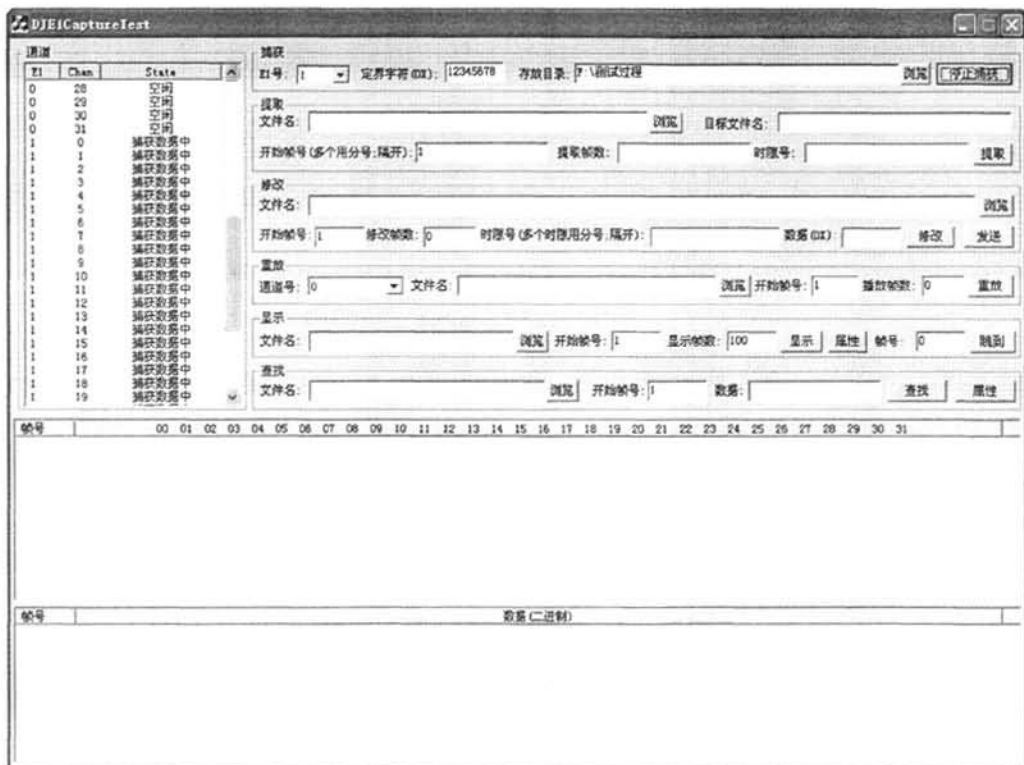 DJE1CaptureTest
通道
E1 Chan State
0 28 空闲
0 29 空闲
0 30 空闲
0 31 空闲
1 0 捕获数据中
1 1 捕获数据中
1 2 捕获数据中
1 3 捕获数据中
1 4 捕获数据中
1 5 捕获数据中
1 6 捕获数据中
1 7 捕获数据中
1 8 捕获数据中
1 9 捕获数据中
1 10 捕获数据中
1 11 捕获数据中
1 12 捕获数据中
1 13 捕获数据中
1 14 捕获数据中
1 15 捕获数据中
1 16 捕获数据中
1 17 捕获数据中
1 18 捕获数据中
1 19 捕获数据中
捕获
E1号: 1 定界字符(0X): 12345678 存放目录: F:\测试过程 浏览 停止捕获
提取
文件名: 浏览 目标文件名:
开始帧号(多个用分号;隔开): 1 提取帧数: 时隙号: 提取
修改
文件名: 浏览
开始帧号: 1 修改帧数: 0 时隙号(多个时隙用分号;隔开): 数据(0X): 修改 发送
重放
通道号: 0 文件名: 浏览 开始帧号: 1 播放帧数: 0 重放
显示
文件名: 浏览 开始帧号: 1 显示帧数: 100 显示 属性 帧号: 0 跳到
查找
文件名: 浏览 开始帧号: 1 数据: 查找 属性
帧号 00 01 02 03 04 05 06 07 08 09 10 11 12 13 14 15 16 17 18 19 20 21 22 23 24 25 26 27 28 29 30 31
帧号 数据(二进制)